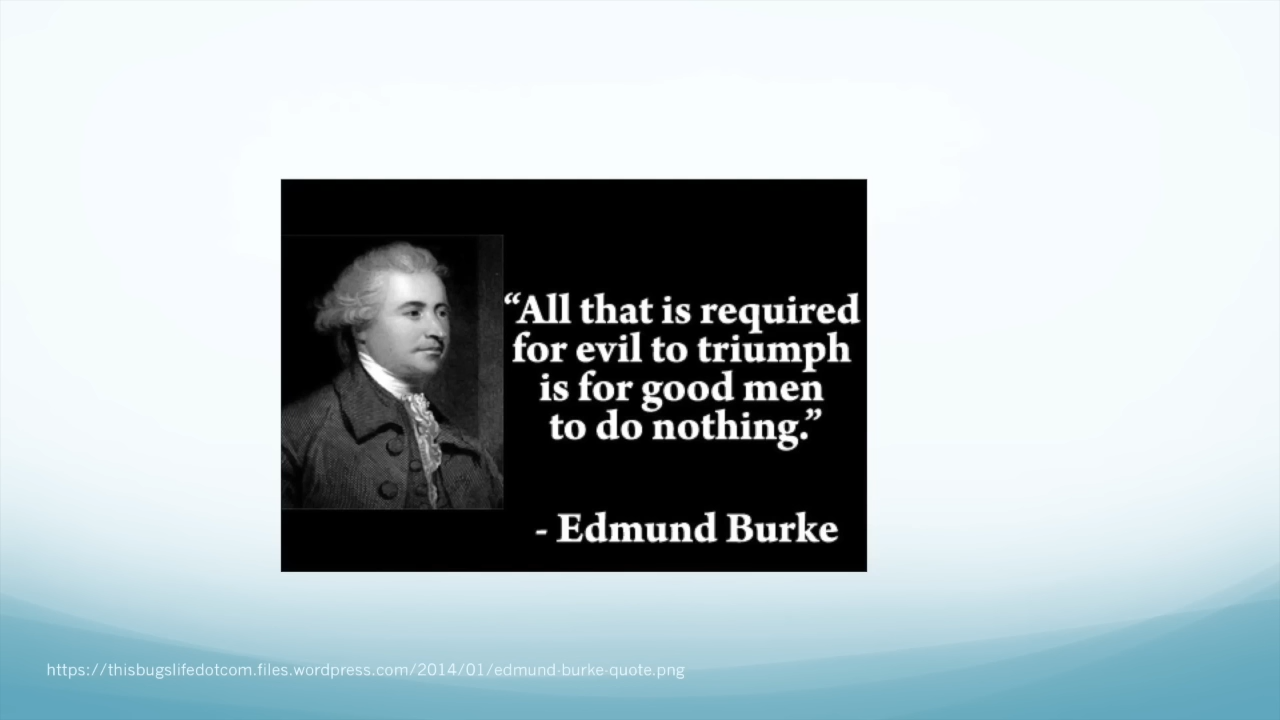 “All that is required
for evil to triumph
is for good men
to do nothing.”
- Edmund Burke
https://thisbugslifedotcom.files.wordpress.com/2014/01/edmund-burke-quote.png